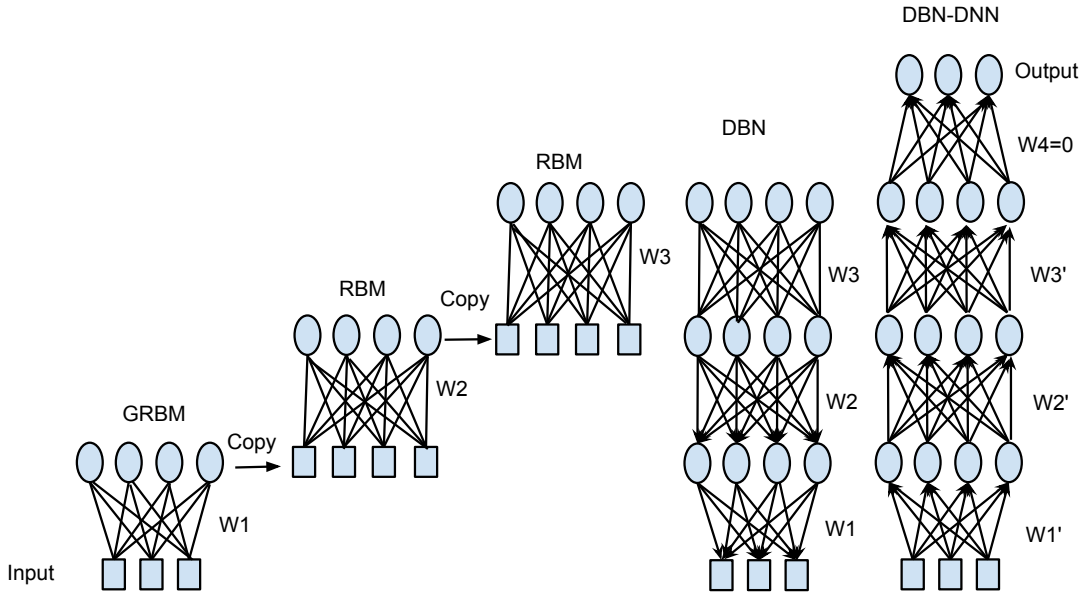 DBN-DNN
Output
DBN
W4=0
RBM
W3
W3
W3'
RBM
Copy
W2
W2
W2'
GRBM
Copy
W1
W1
W1'
Input